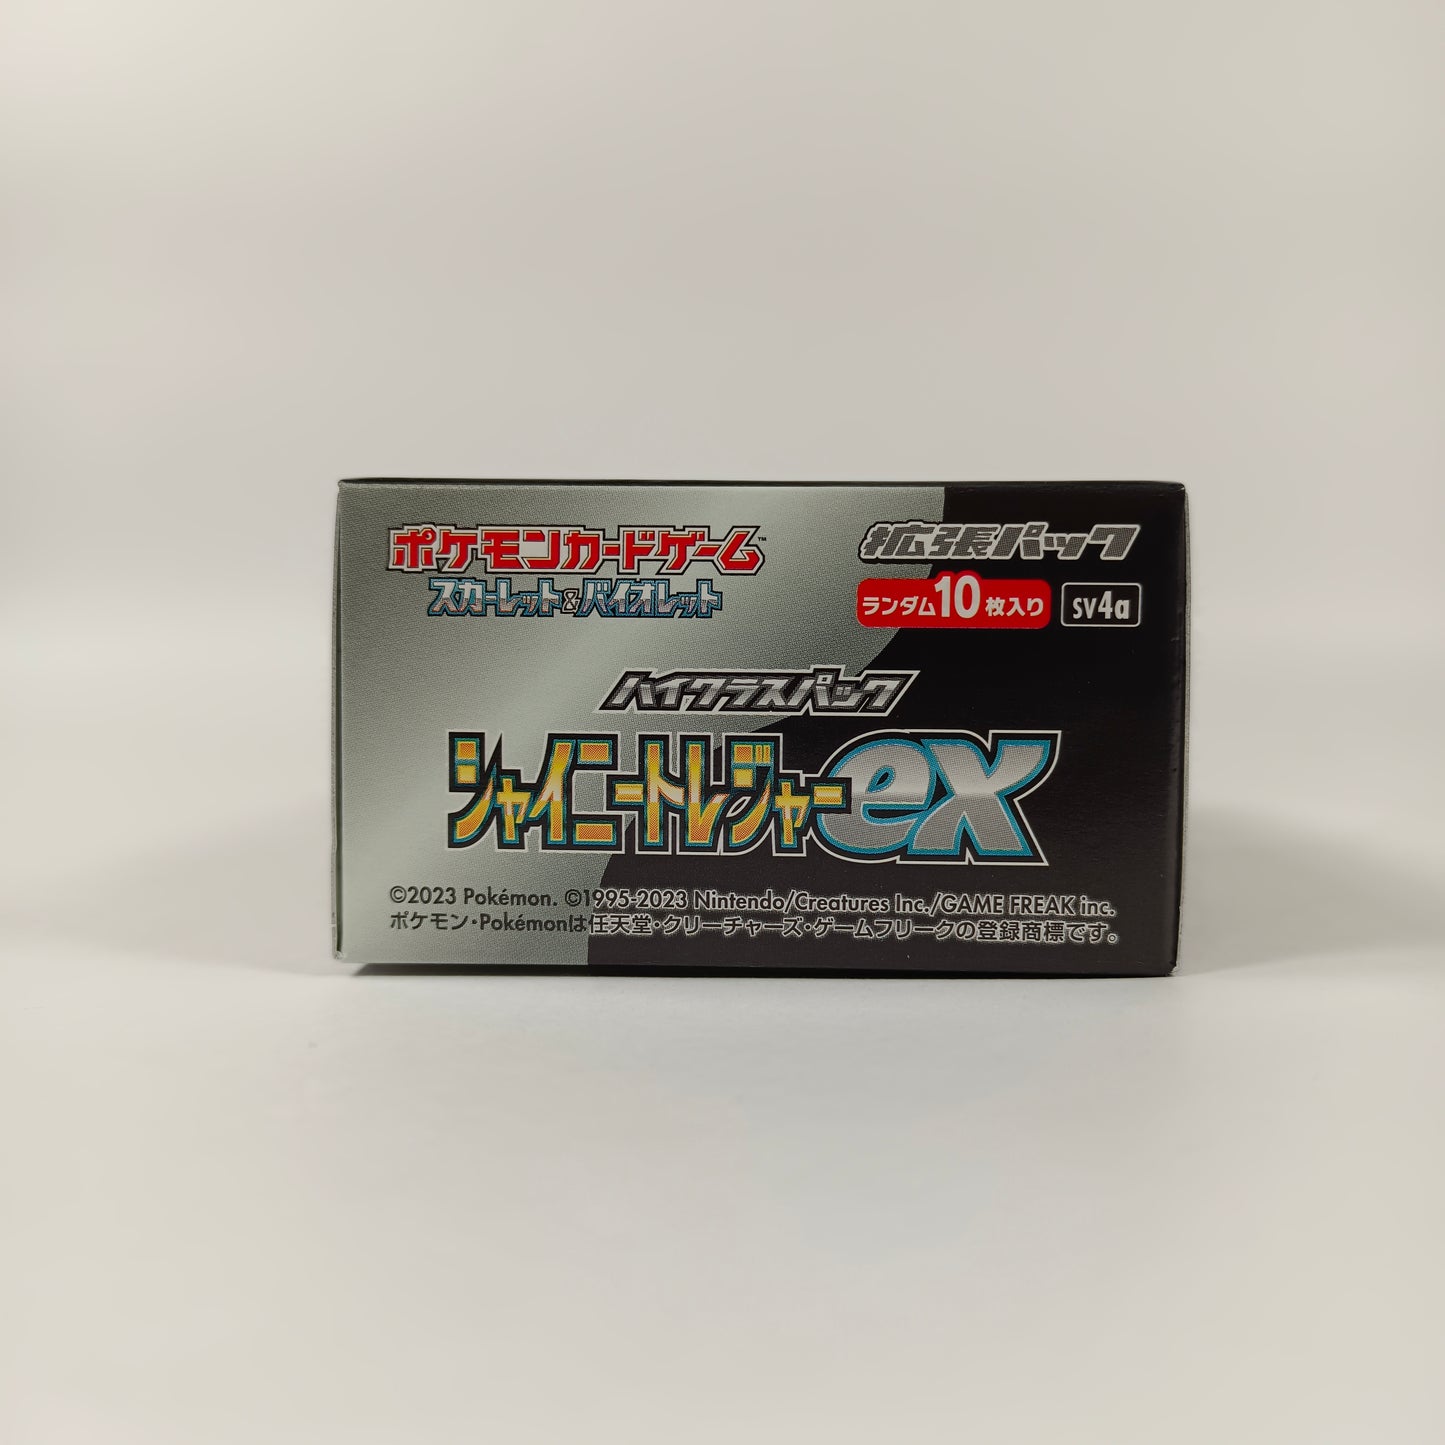 ポケモンカードゲーム™
スカーレット&バイオレット
拡張パック
ランダム10枚入り
sv4a
ハイクラスパック
シャイニートレジャーex
©2023 Pokémon. ©1995-2023 Nintendo/Creatures Inc./GAME FREAK inc.
ポケモン・Pokémonは任天堂・クリーチャーズ・ゲームフリークの登録商標です。